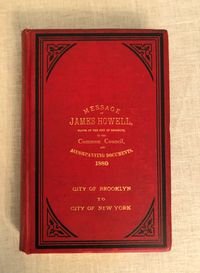 MESSAGE
OF
JAMES HOWELL,
MAYOR OF THE CITY OF BROOKLYN,
TO THE
Common Council,
AND
ACCOMPANYING DOCUMENTS.
1880
CITY OF BROOKLYN
TO
CITY OF NEW YORK